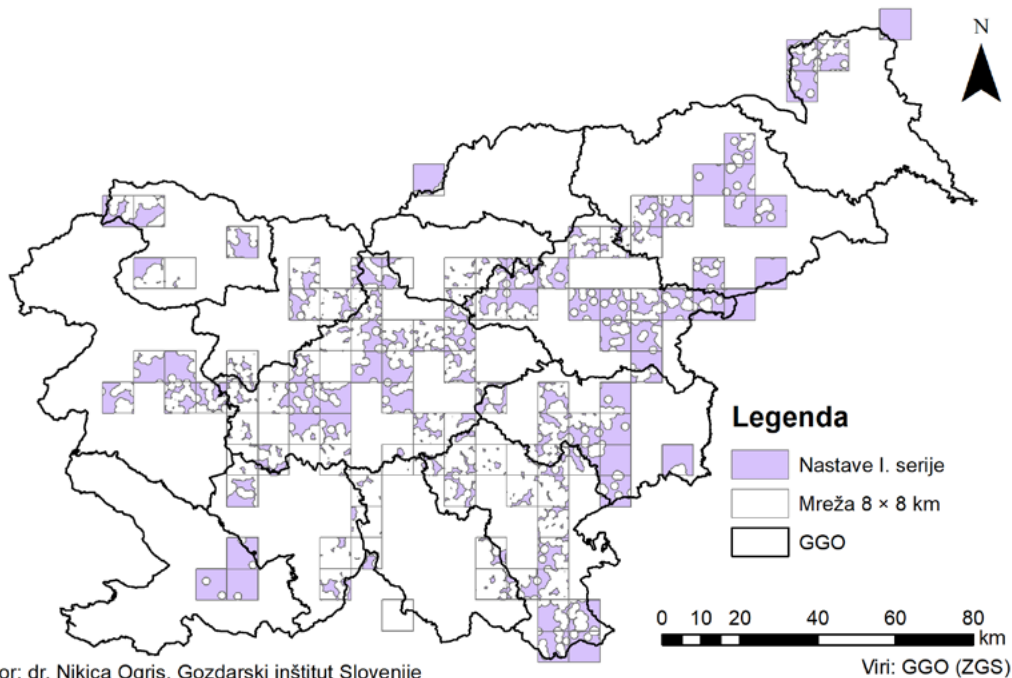 N
Legenda
Nastave I. serije
Mreža 8 × 8 km
GGO
0 10 20 40 60 80
km
or: dr. Nikica Ogris, Gozdarski inštitut Slovenije
Viri: GGO (ZGS)